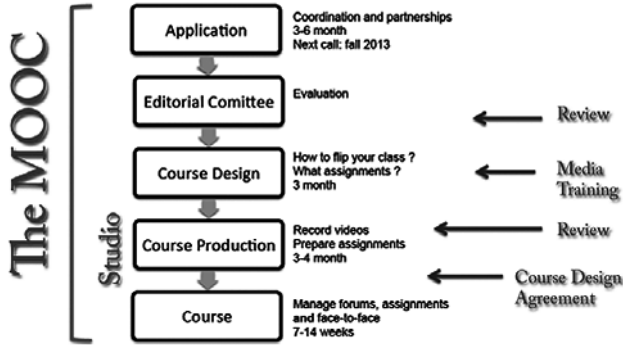 The MOOC
Studio
Application
Coordination and partnerships
3-6 month
Next call: fall 2013
Editorial Comittee
Evaluation
Review
Course Design
How to flip your class ?
What assignments ?
3 month
Media
Training
Course Production
Record videos
Prepare assignments
3-4 month
Review
Course Design
Agreement
Course
Manage forums, assignments
and face-to-face
7-14 weeks